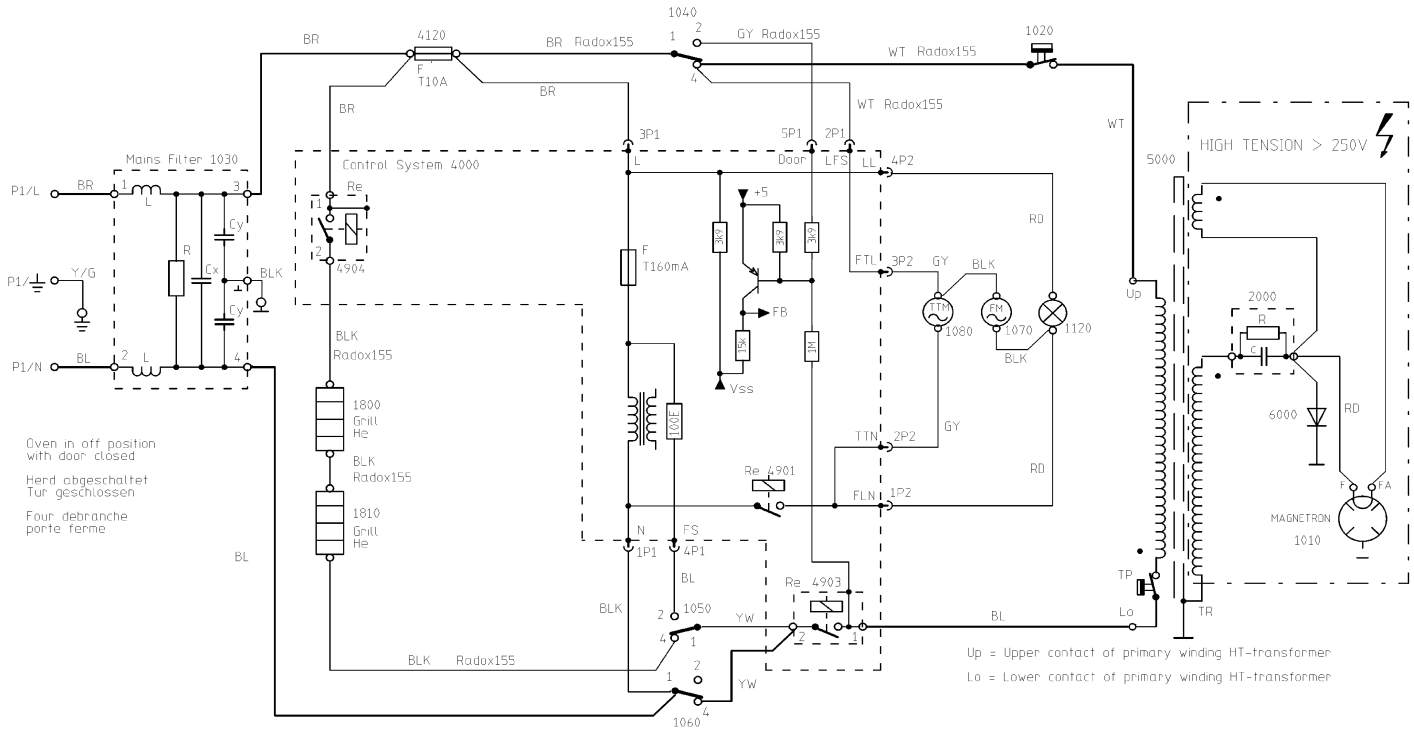 1040
2
1
4
GY Radox155
BR
4120
F
T10A
BR Radox155
WT Radox155
1020
BR
BR
WT Radox155
WT
HIGH TENSION > 250V
5000
Mains Filter 1030
Control System 4000
3P1
5P1
2P1
L
Door
LFS
LL
4P2
P1/L
BR
1
L
3
Re
1
2
4904
+5
3k9
3k9
3k9
RD
Cy
R
Cx
F
T160mA
FTL
3P2
GY
BLK
P1/
Y/G
BLK
Up
2000
R
C
TTM
1080
FM
1070
1120
FB
Cy
15k
1M
BLK
Radox155
BLK
P1/N
BL
2
L
4
Vss
1800
Grill
He
100E
6000
RD
Oven in off position
with door closed
Herd abgeschaltet
Tur geschlossen
Four debranche
porte ferme
TTN
2P2
GY
BLK
Radox155
Re 4901
RD
F
FA
FLN
1P2
1810
Grill
He
MAGNETRON
1010
N
FS
1P1
4P1
BL
BL
Re 4903
TP
BLK
2
1050
4
1
YW
2
1
BL
Lo
TR
BLK Radox155
2
1
4
1060
YW
Up = Upper contact of primary winding HT-transformer
Lo = Lower contact of primary winding HT-transformer